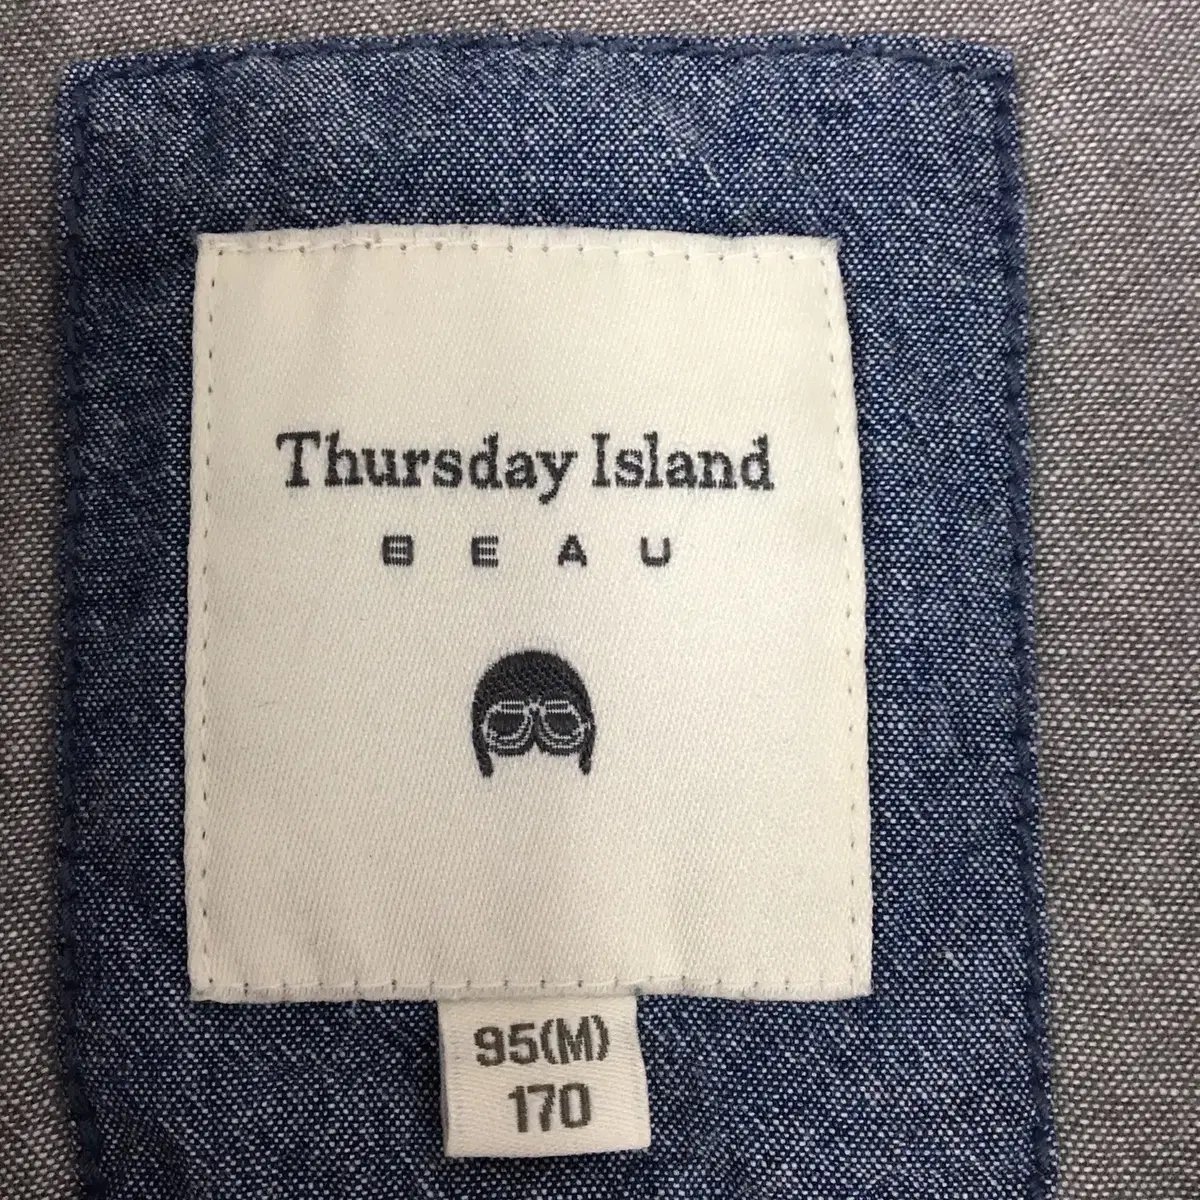 Thursday Island
BEAU
95(M)
170